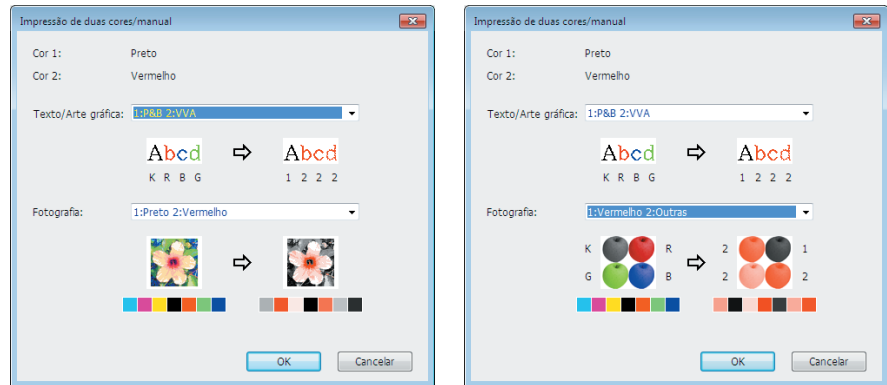 Impressão de duas cores/manual
Cor 1: Preto
Cor 2: Vermelho
Texto/Arte gráfica: 1:P&B 2:VVA
Abcd Abcd
K R B G 1 2 2 2
Fotografia: 1:Preto 2:Vermelho
OK Cancelar
Impressão de duas cores/manual
Cor 1: Preto
Cor 2: Vermelho
Texto/Arte gráfica: 1:P&B 2:VVA
Abcd Abcd
K R B G 1 2 2 2
Fotografia: 1:Vermelho 2:Outras
K R 2 1
G B 2 2
OK Cancelar